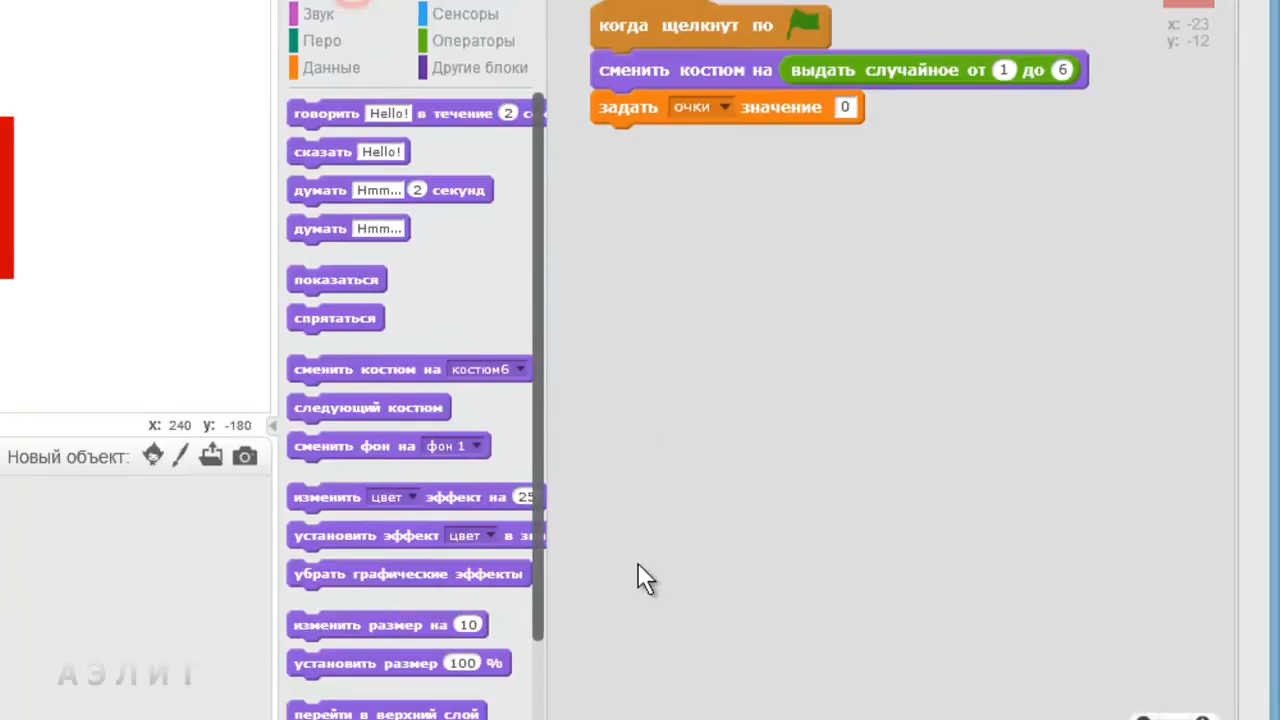 Звук
Сенсоры
Перо
Операторы
Данные
Другие блоки
говорить Hello! в течение 2
сказать Hello!
думать Hmm... 2 секунд
думать Hmm...
показаться
спрятаться
сменить костюм на костюм6
следующий костюм
сменить фон на фон 1
изменить цвет эффект на 25
установить эффект цвет в
убрать графические эффекты
изменить размер на 10
установить размер 100 %
перейти в верхний слой
когда щелкнут по
сменить костюм на выдать случайное от 1 до 6
задать очки значение 0
x: -23
y: -12
x: 240 y: -180
Новый объект:
АЭЛИТ